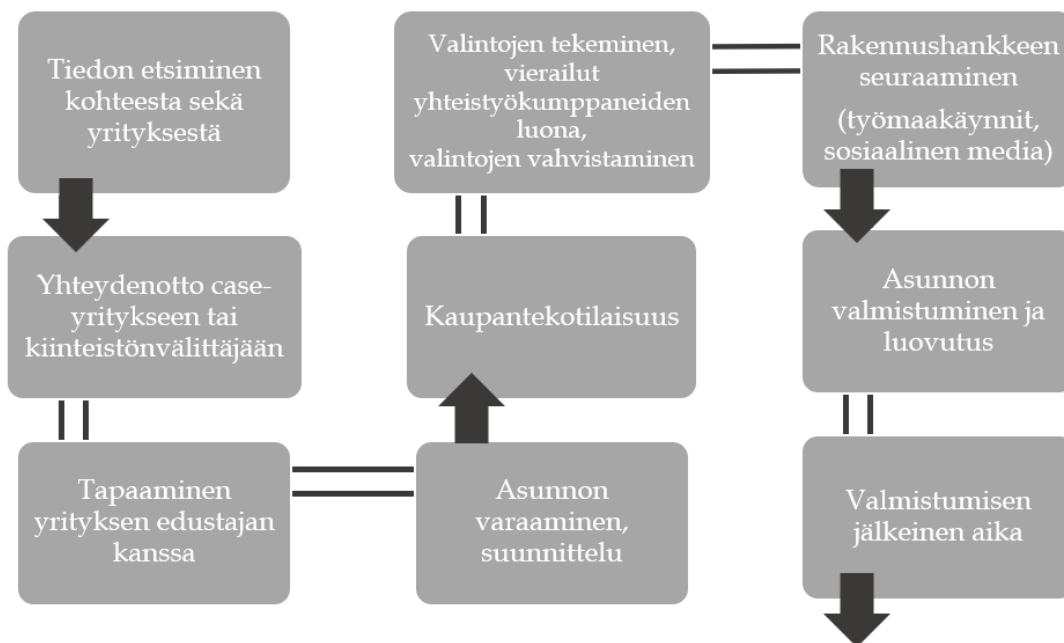 Tiedon etsiminen
kohteesta sekä
yrityksestä
Yhteydenotto case-
yritykseen tai
kiinteistönvälittäjään
Tapaaminen
yrityksen edustajan
kanssa
Asunnon
varaaminen,
suunnittelu
Kaupantekotilaisuus
Valintojen tekeminen,
vierailut
yhteistyökumppaneiden
luona,
valintojen vahvistaminen
Rakennushankkeen
seuraaminen
(työmaakäynnit,
sosiaalinen media)
Asunnon
valmistuminen ja
luovutus
Valmistumisen
jälkeinen aika